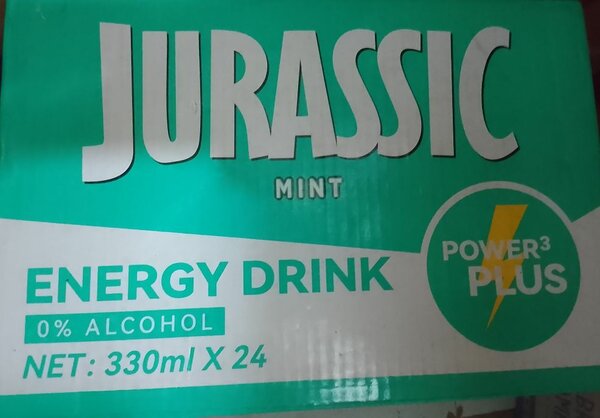 JURASSIC
MINT
ENERGY DRINK
0% ALCOHOL
NET: 330ml X 24
POWER³
PLUS